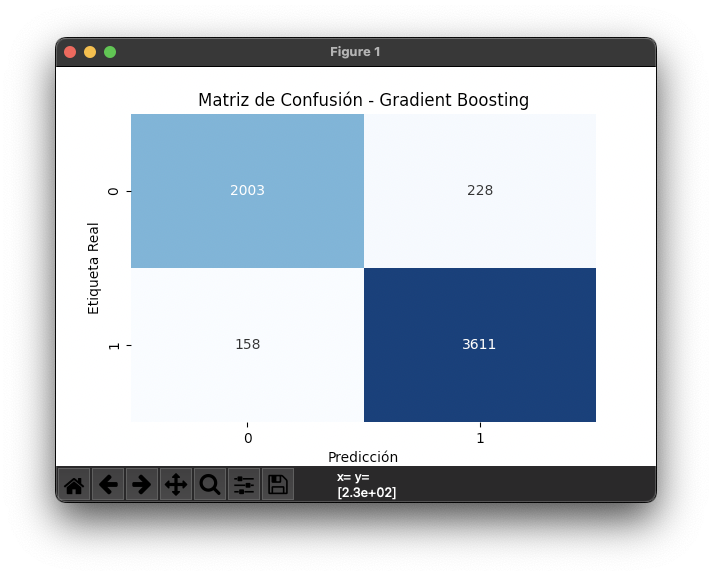 Figure 1
Matriz de Confusión - Gradient Boosting
0
2003
228
Etiqueta Real
1
158
3611
0
1
Predicción
x= y=
[2.3e+02]